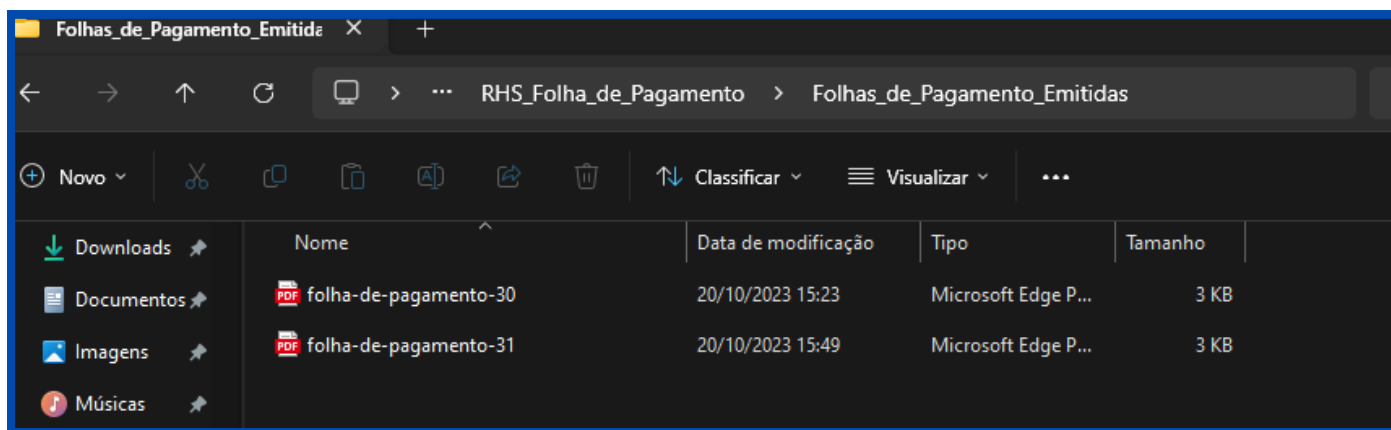 Folhas_de_Pagamento_Emitida
RHS_Folha_de_Pagamento > Folhas_de_Pagamento_Emitidas
Novo Classificar Visualizar
Downloads
Documentos
Imagens
Músicas
Nome Data de modificação Tipo Tamanho
PDF folha-de-pagamento-30 20/10/2023 15:23 Microsoft Edge P... 3 KB
PDF folha-de-pagamento-31 20/10/2023 15:49 Microsoft Edge P... 3 KB